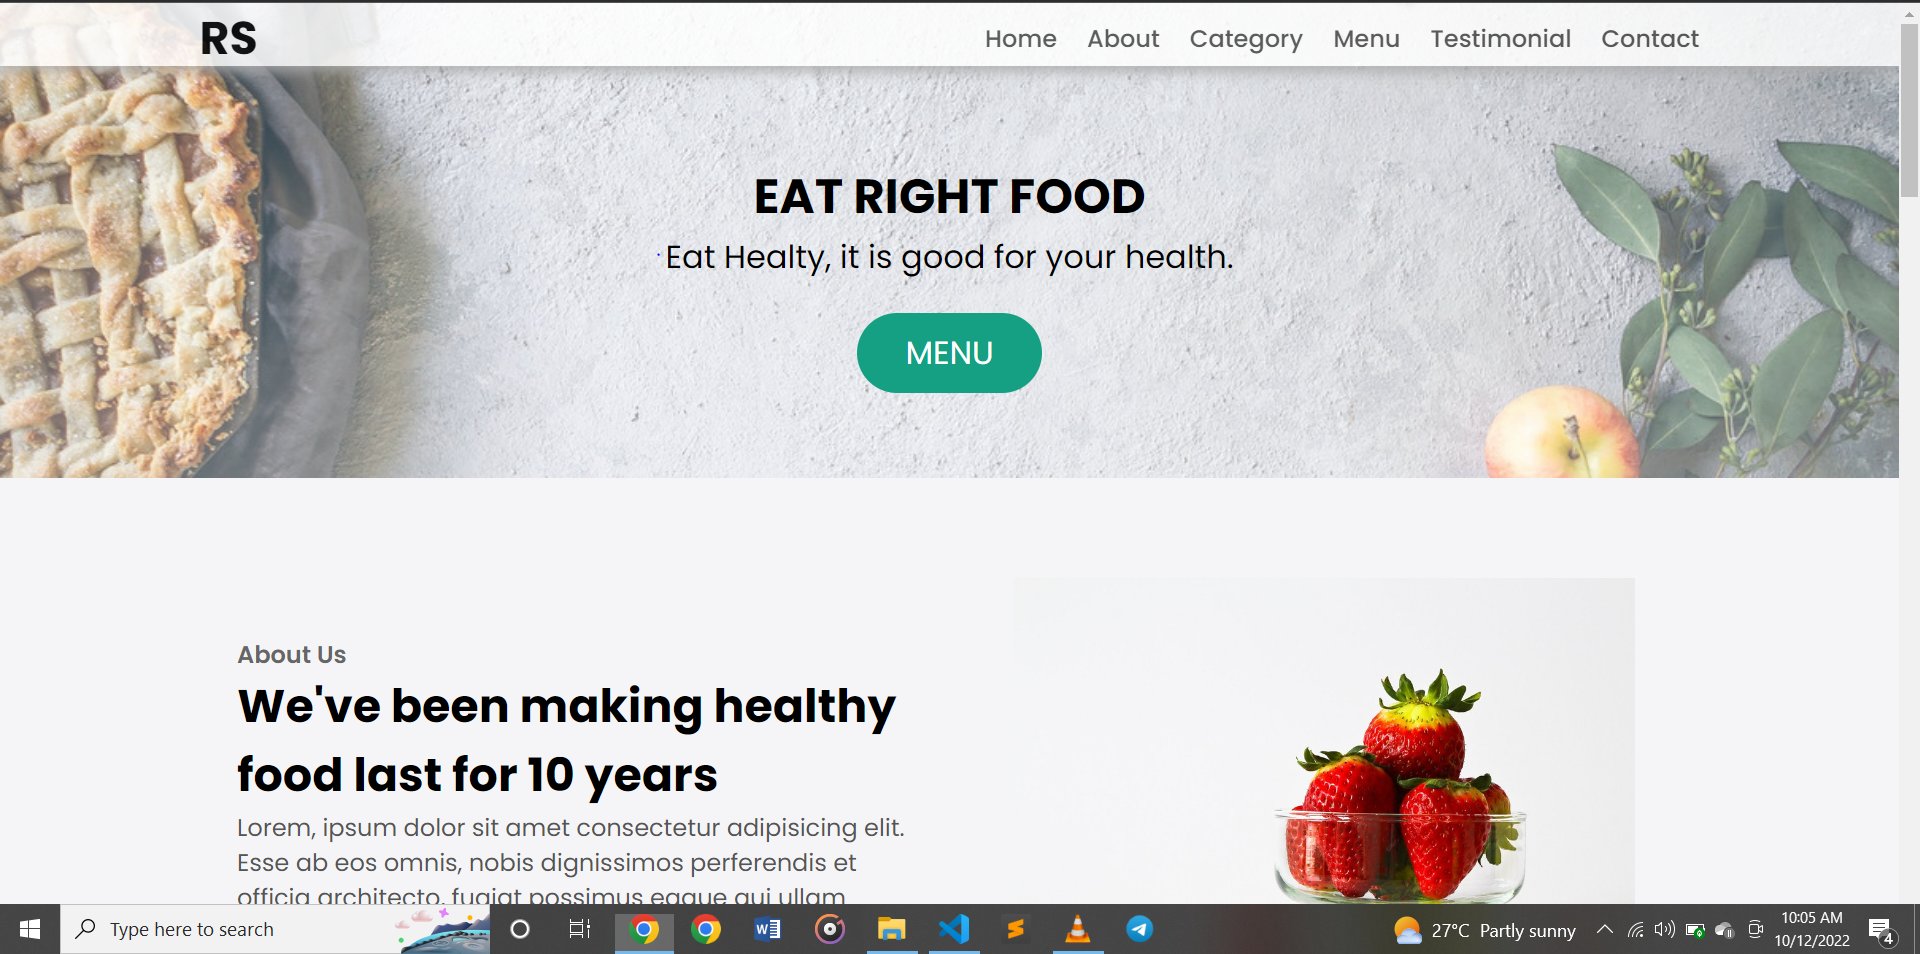 RS
Home About Category Menu Testimonial Contact
EAT RIGHT FOOD
Eat Healty, it is good for your health.
MENU
About Us
We've been making healthy
food last for 10 years
Lorem, ipsum dolor sit amet consectetur adipisicing elit.
Esse ab eos omnis, nobis dignissimos perferendis et
officia architecto, fugiat possimus eaque qui ullam
Type here to search
27°C Partly sunny
10:05 AM
10/12/2022
4